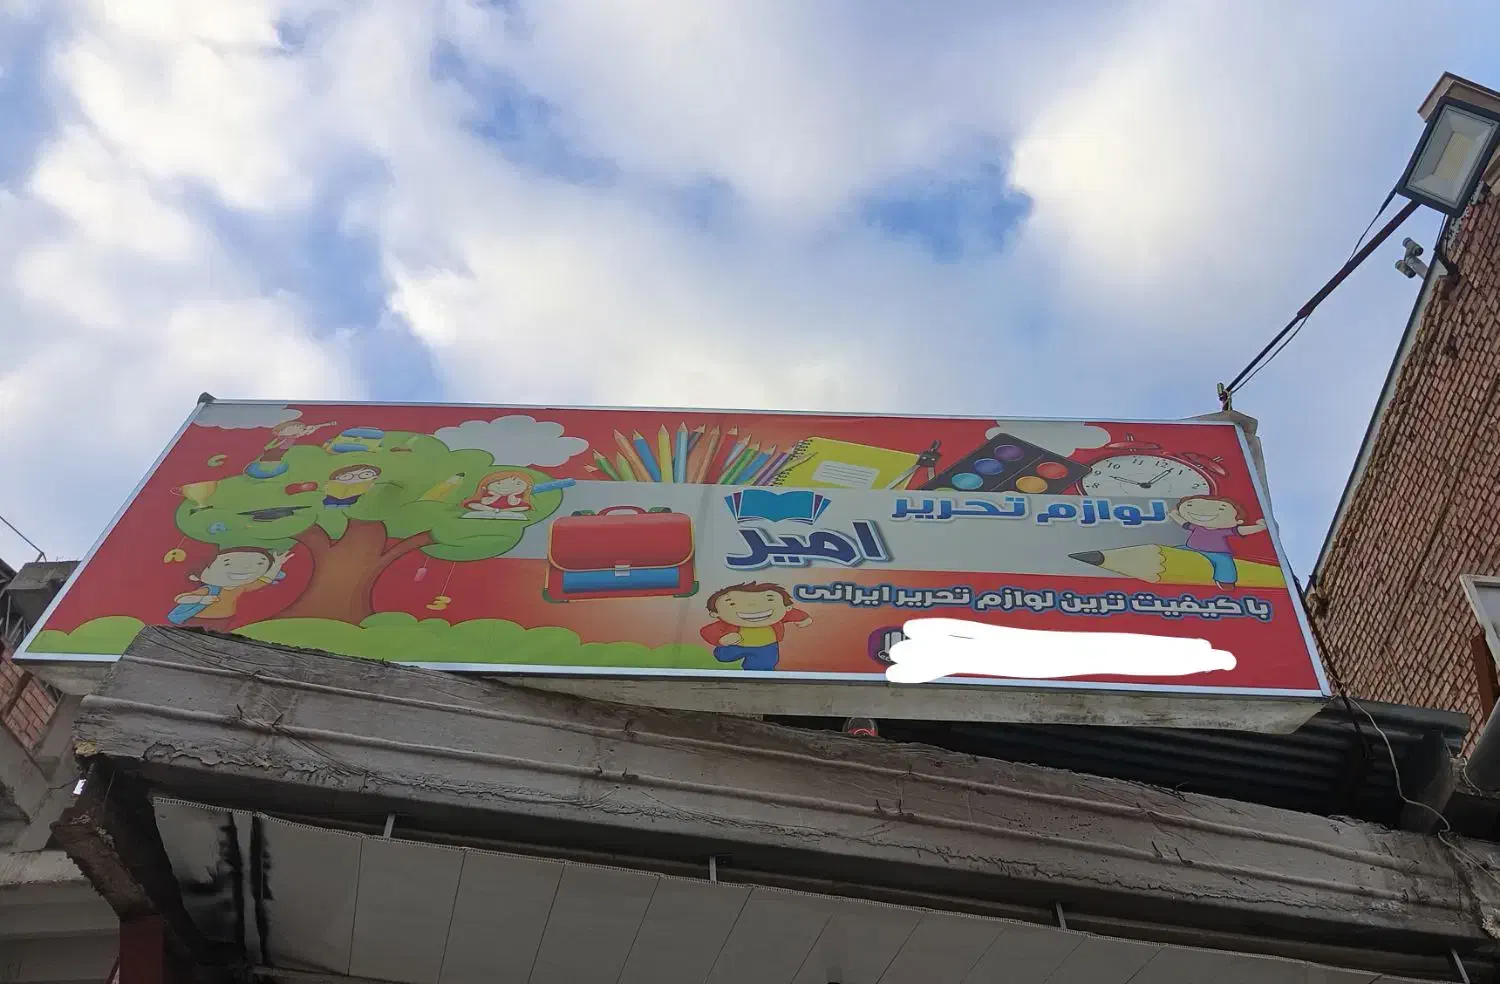 لوازم تحریر
امیر
با کیفیت ترین لوازم تحریر ایرانی